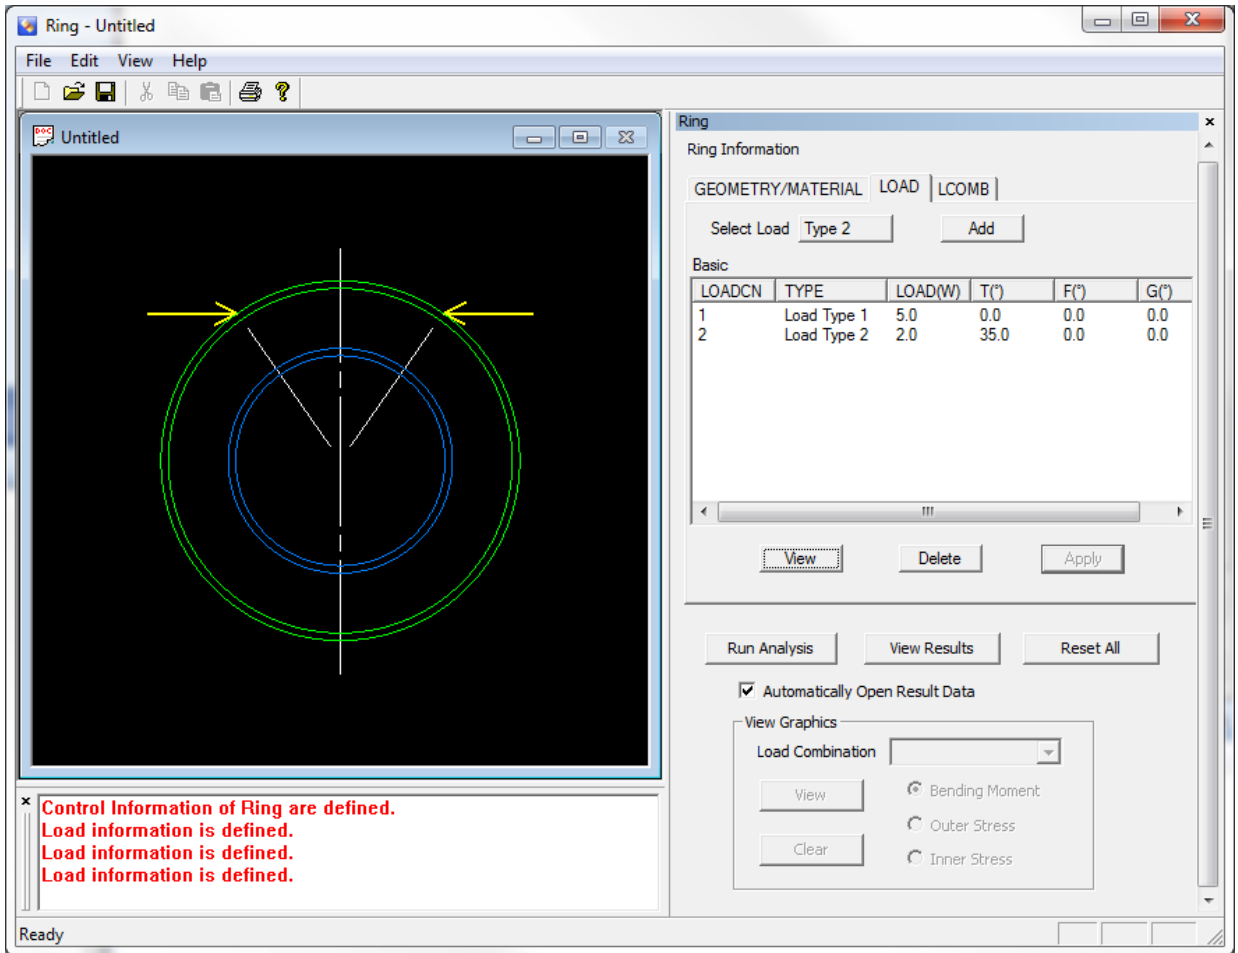 Ring - Untitled
File Edit View Help
DOC Untitled
Control Information of Ring are defined.
Load information is defined.
Load information is defined.
Load information is defined.
Ready
Ring
Ring Information
GEOMETRY/MATERIAL LOAD LCOMB
Select Load Type 2 Add
Basic
LOADCN TYPE LOAD(W) T(°) F(°) G(°)
1 Load Type 1 5.0 0.0 0.0 0.0
2 Load Type 2 2.0 35.0 0.0 0.0
View Delete Apply
Run Analysis View Results Reset All
Automatically Open Result Data
View Graphics
Load Combination
View Bending Moment
Outer Stress
Clear Inner Stress